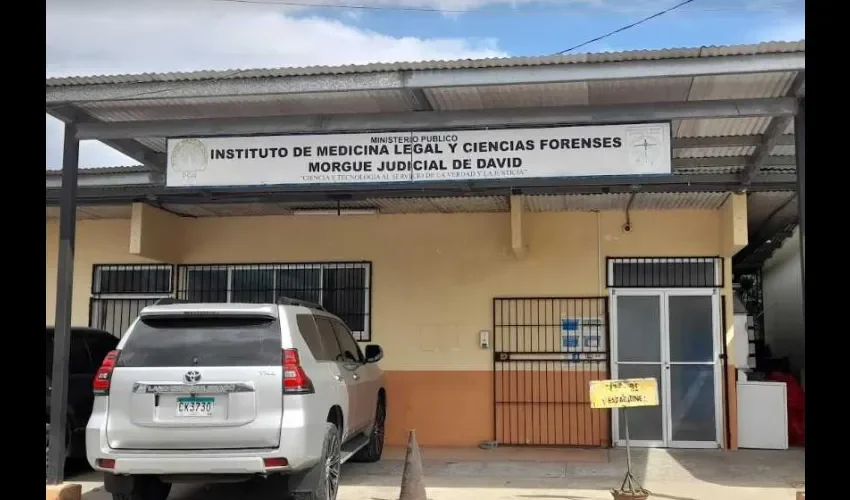 MINISTERIO PUBLICO
INSTITUTO DE MEDICINA LEGAL Y CIENCIAS FORENSES
MORGUE JUDICIAL DE DAVID
"CIENCIA Y TECNOLOGIA AL SERVICIO DE LA VERDAD Y LA JUSTICIA"
LAND CRUISER PRADO
CK3730